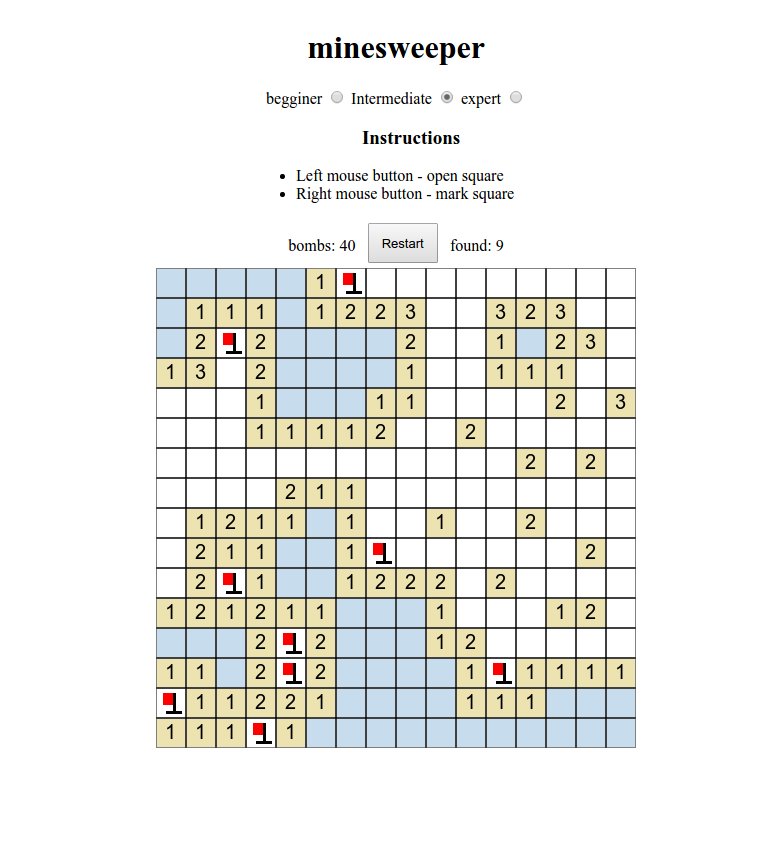 minesweeper
begginer Intermediate expert
Instructions
Left mouse button - open square
Right mouse button - mark square
bombs: 40 Restart found: 9
1
1 1 1 1 2 2 3 3 2 3
2 2 2 1 2 3
1 3 2 1 1 1 1
1 1 1 2 3
1 1 1 1 2 2
2 2
2 1 1
1 2 1 1 1 1 2
2 1 1 1 2
2 1 1 2 2 2 2
1 2 1 2 1 1 1 1 2
2 2 1 2
1 1 2 2 1 1 1 1 1
1 1 2 2 1 1 1 1
1 1 1 1